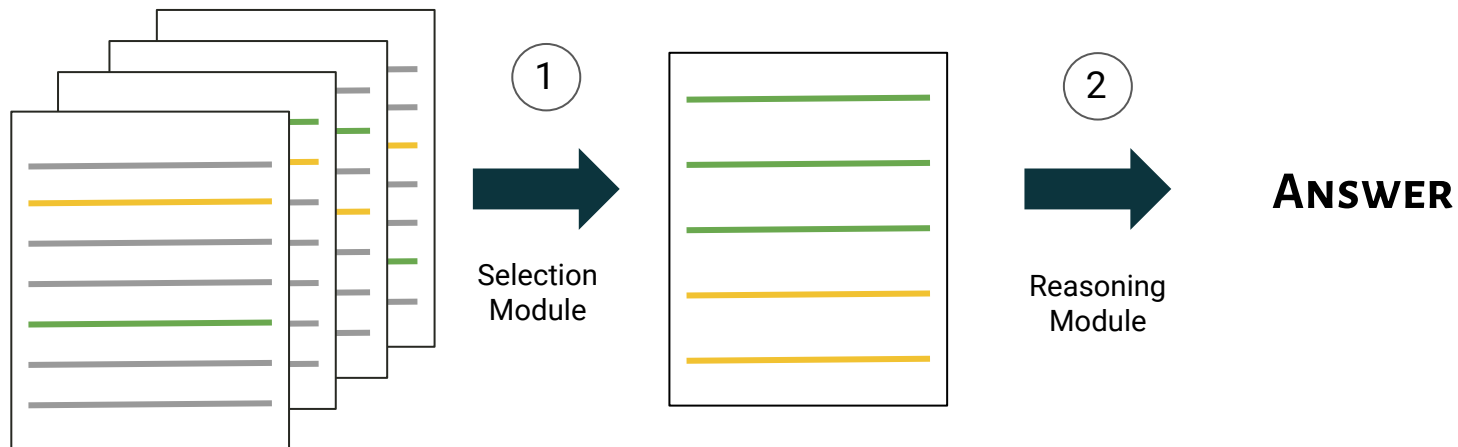 1
Selection
Module
2
Reasoning
Module
ANSWER